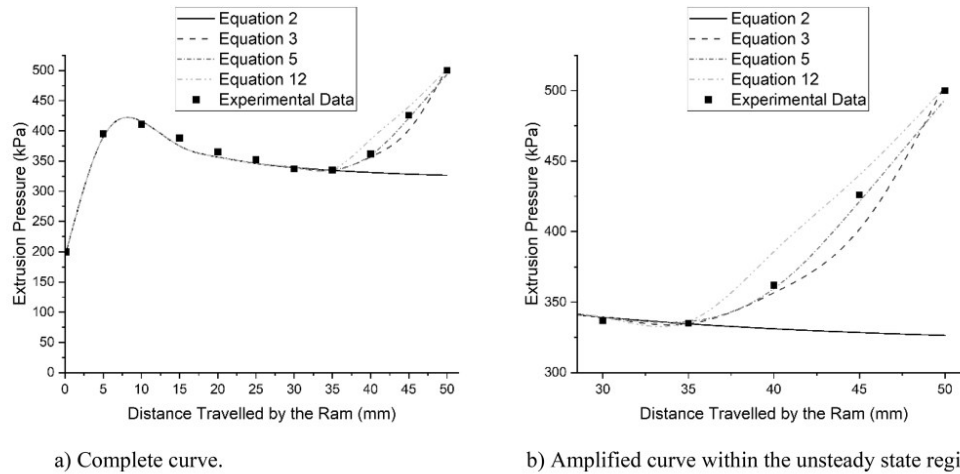 Equation 2
Equation 3
Equation 5
Equation 12
Experimental Data
Extrusion Pressure (kPa)
500
450
400
350
300
250
200
150
100
50
0
0 5 10 15 20 25 30 35 40 45 50
Distance Travelled by the Ram (mm)
a) Complete curve.
Equation 2
Equation 3
Equation 5
Equation 12
Experimental Data
Extrusion Pressure (kPa)
500
450
400
350
300
30 35 40 45 50
Distance Travelled by the Ram (mm)
b) Amplified curve within the unsteady state regi